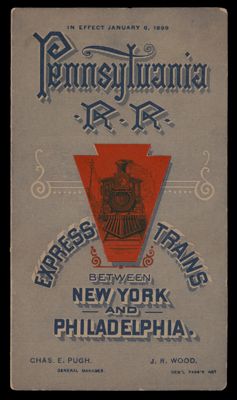 IN EFFECT JANUARY 6, 1899
Pennsylvania
R.R.
EXPRESS TRAINS
BETWEEN
NEW YORK
AND
PHILADELPHIA.
CHAS. E. PUGH. J. R. WOOD.
GENERAL MANAGER. GEN'L PASS'R AGT.